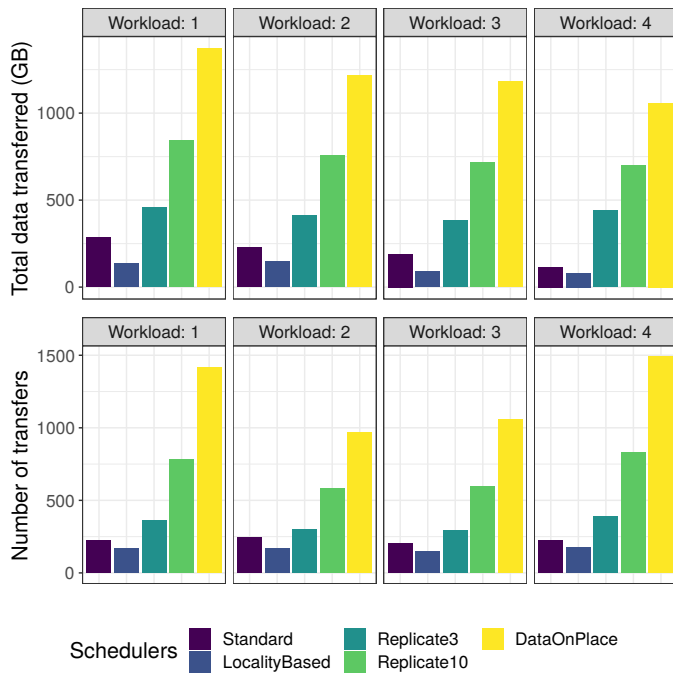 Workload: 1 Workload: 2 Workload: 3 Workload: 4
Total data transferred (GB)
1000
500
0
Workload: 1 Workload: 2 Workload: 3 Workload: 4
Number of transfers
1500
1000
500
0
Schedulers
Standard Replicate3 DataOnPlace
LocalityBased Replicate10